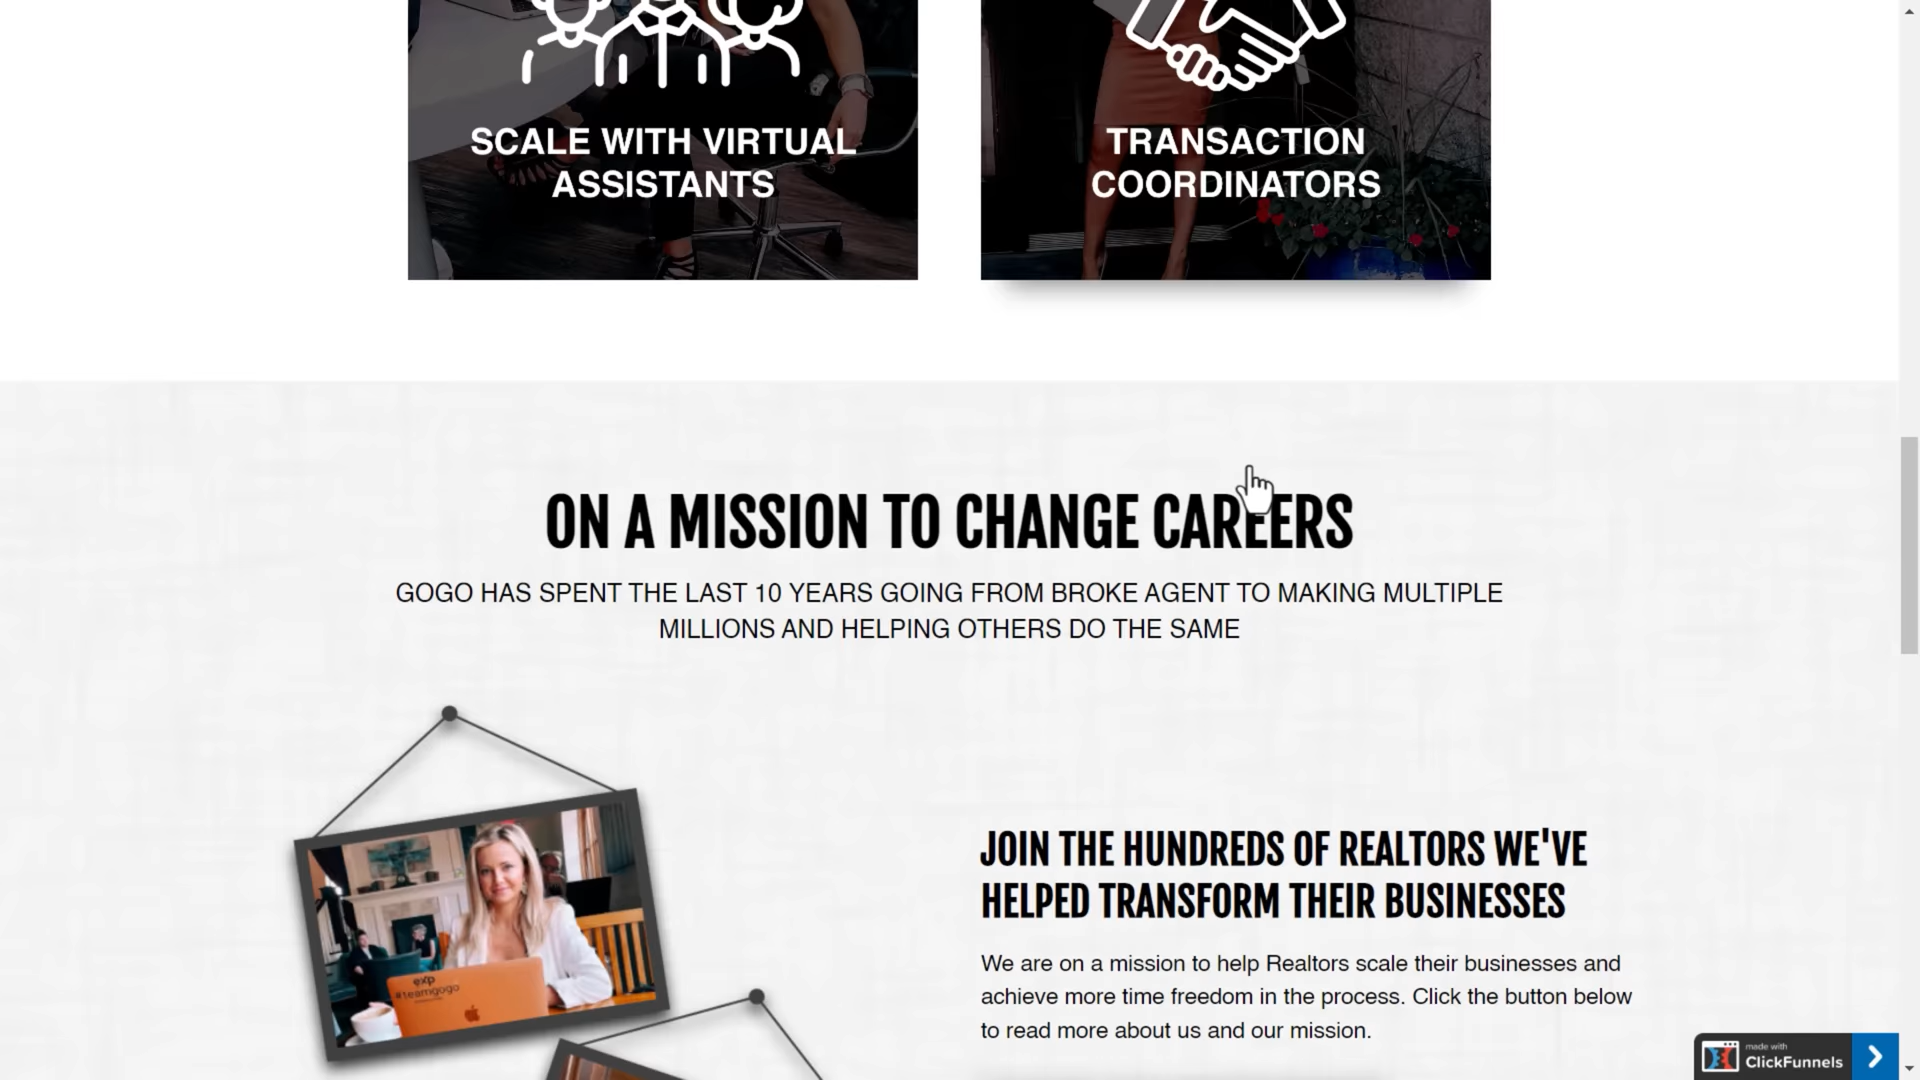 SCALE WITH VIRTUAL
ASSISTANTS
TRANSACTION
COORDINATORS
ON A MISSION TO CHANGE CAREERS
GOGO HAS SPENT THE LAST 10 YEARS GOING FROM BROKE AGENT TO MAKING MULTIPLE
MILLIONS AND HELPING OTHERS DO THE SAME
exp
#teamgogo
JOIN THE HUNDREDS OF REALTORS WE'VE
HELPED TRANSFORM THEIR BUSINESSES
We are on a mission to help Realtors scale their businesses and
achieve more time freedom in the process. Click the button below
to read more about us and our mission.
made with
ClickFunnels